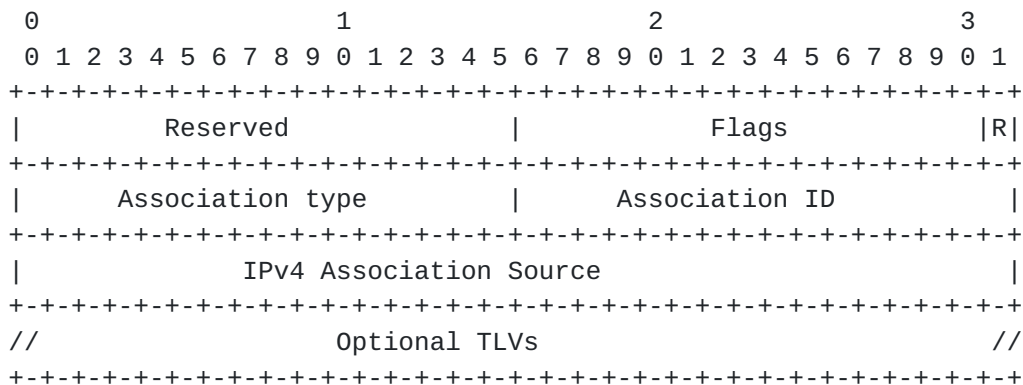 0                   1                   2                   3
 0 1 2 3 4 5 6 7 8 9 0 1 2 3 4 5 6 7 8 9 0 1 2 3 4 5 6 7 8 9 0 1
+-+-+-+-+-+-+-+-+-+-+-+-+-+-+-+-+-+-+-+-+-+-+-+-+-+-+-+-+-+-+-+-+
|         Reserved              |            Flags            |R|
+-+-+-+-+-+-+-+-+-+-+-+-+-+-+-+-+-+-+-+-+-+-+-+-+-+-+-+-+-+-+-+-+
|      Association type         |      Association ID           |
+-+-+-+-+-+-+-+-+-+-+-+-+-+-+-+-+-+-+-+-+-+-+-+-+-+-+-+-+-+-+-+-+
|              IPv4 Association Source                          |
+-+-+-+-+-+-+-+-+-+-+-+-+-+-+-+-+-+-+-+-+-+-+-+-+-+-+-+-+-+-+-+-+
//                   Optional TLVs                             //
+-+-+-+-+-+-+-+-+-+-+-+-+-+-+-+-+-+-+-+-+-+-+-+-+-+-+-+-+-+-+-+-+